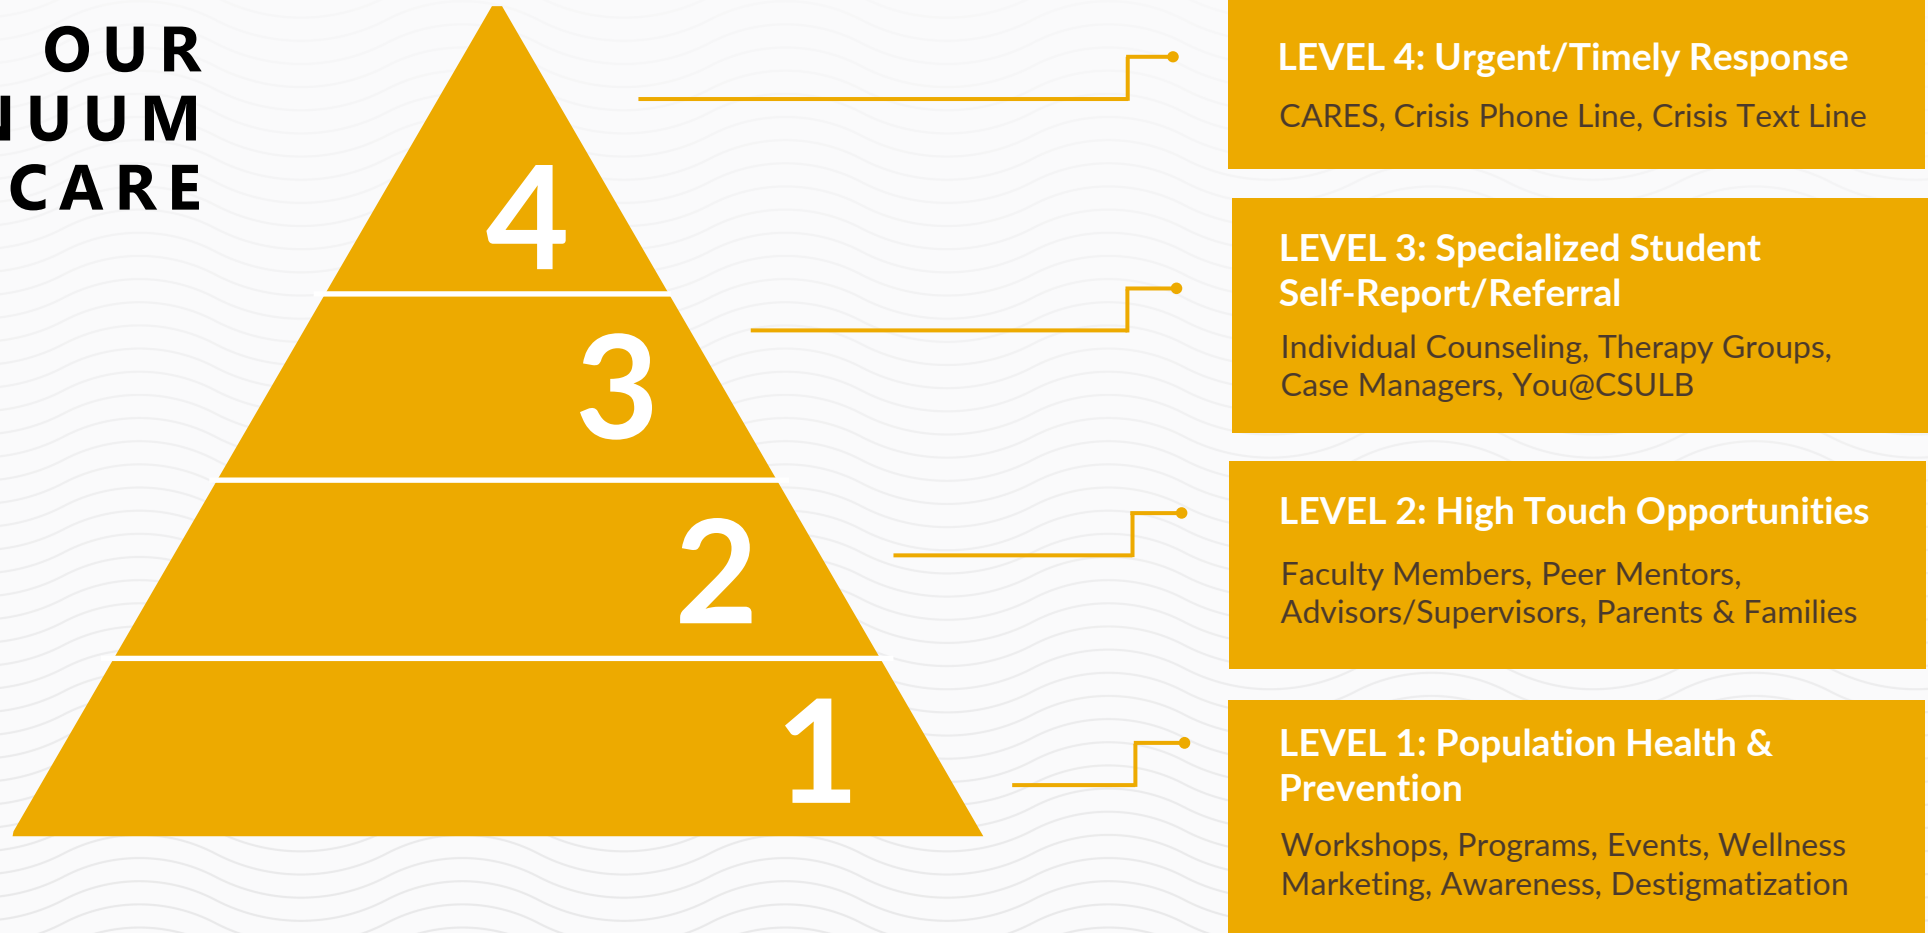 OUR
NUUM
CARE
4
3
2
1
LEVEL 4: Urgent/Timely Response
CARES, Crisis Phone Line, Crisis Text Line
LEVEL 3: Specialized Student
Self-Report/Referral
Individual Counseling, Therapy Groups,
Case Managers, You@CSULB
LEVEL 2: High Touch Opportunities
Faculty Members, Peer Mentors,
Advisors/Supervisors, Parents & Families
LEVEL 1: Population Health &
Prevention
Workshops, Programs, Events, Wellness
Marketing, Awareness, Destigmatization